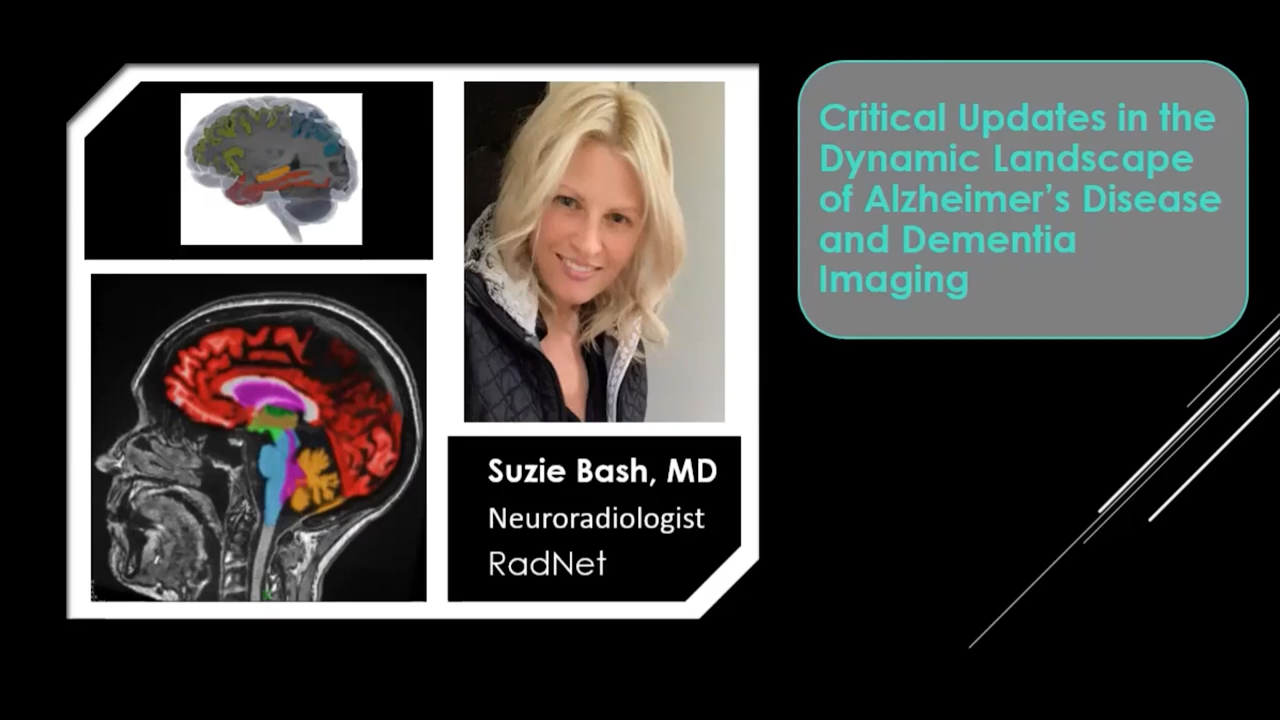 Critical Updates in the
Dynamic Landscape
of Alzheimer’s Disease
and Dementia
Imaging
Suzie Bash, MD
Neuroradiologist
RadNet